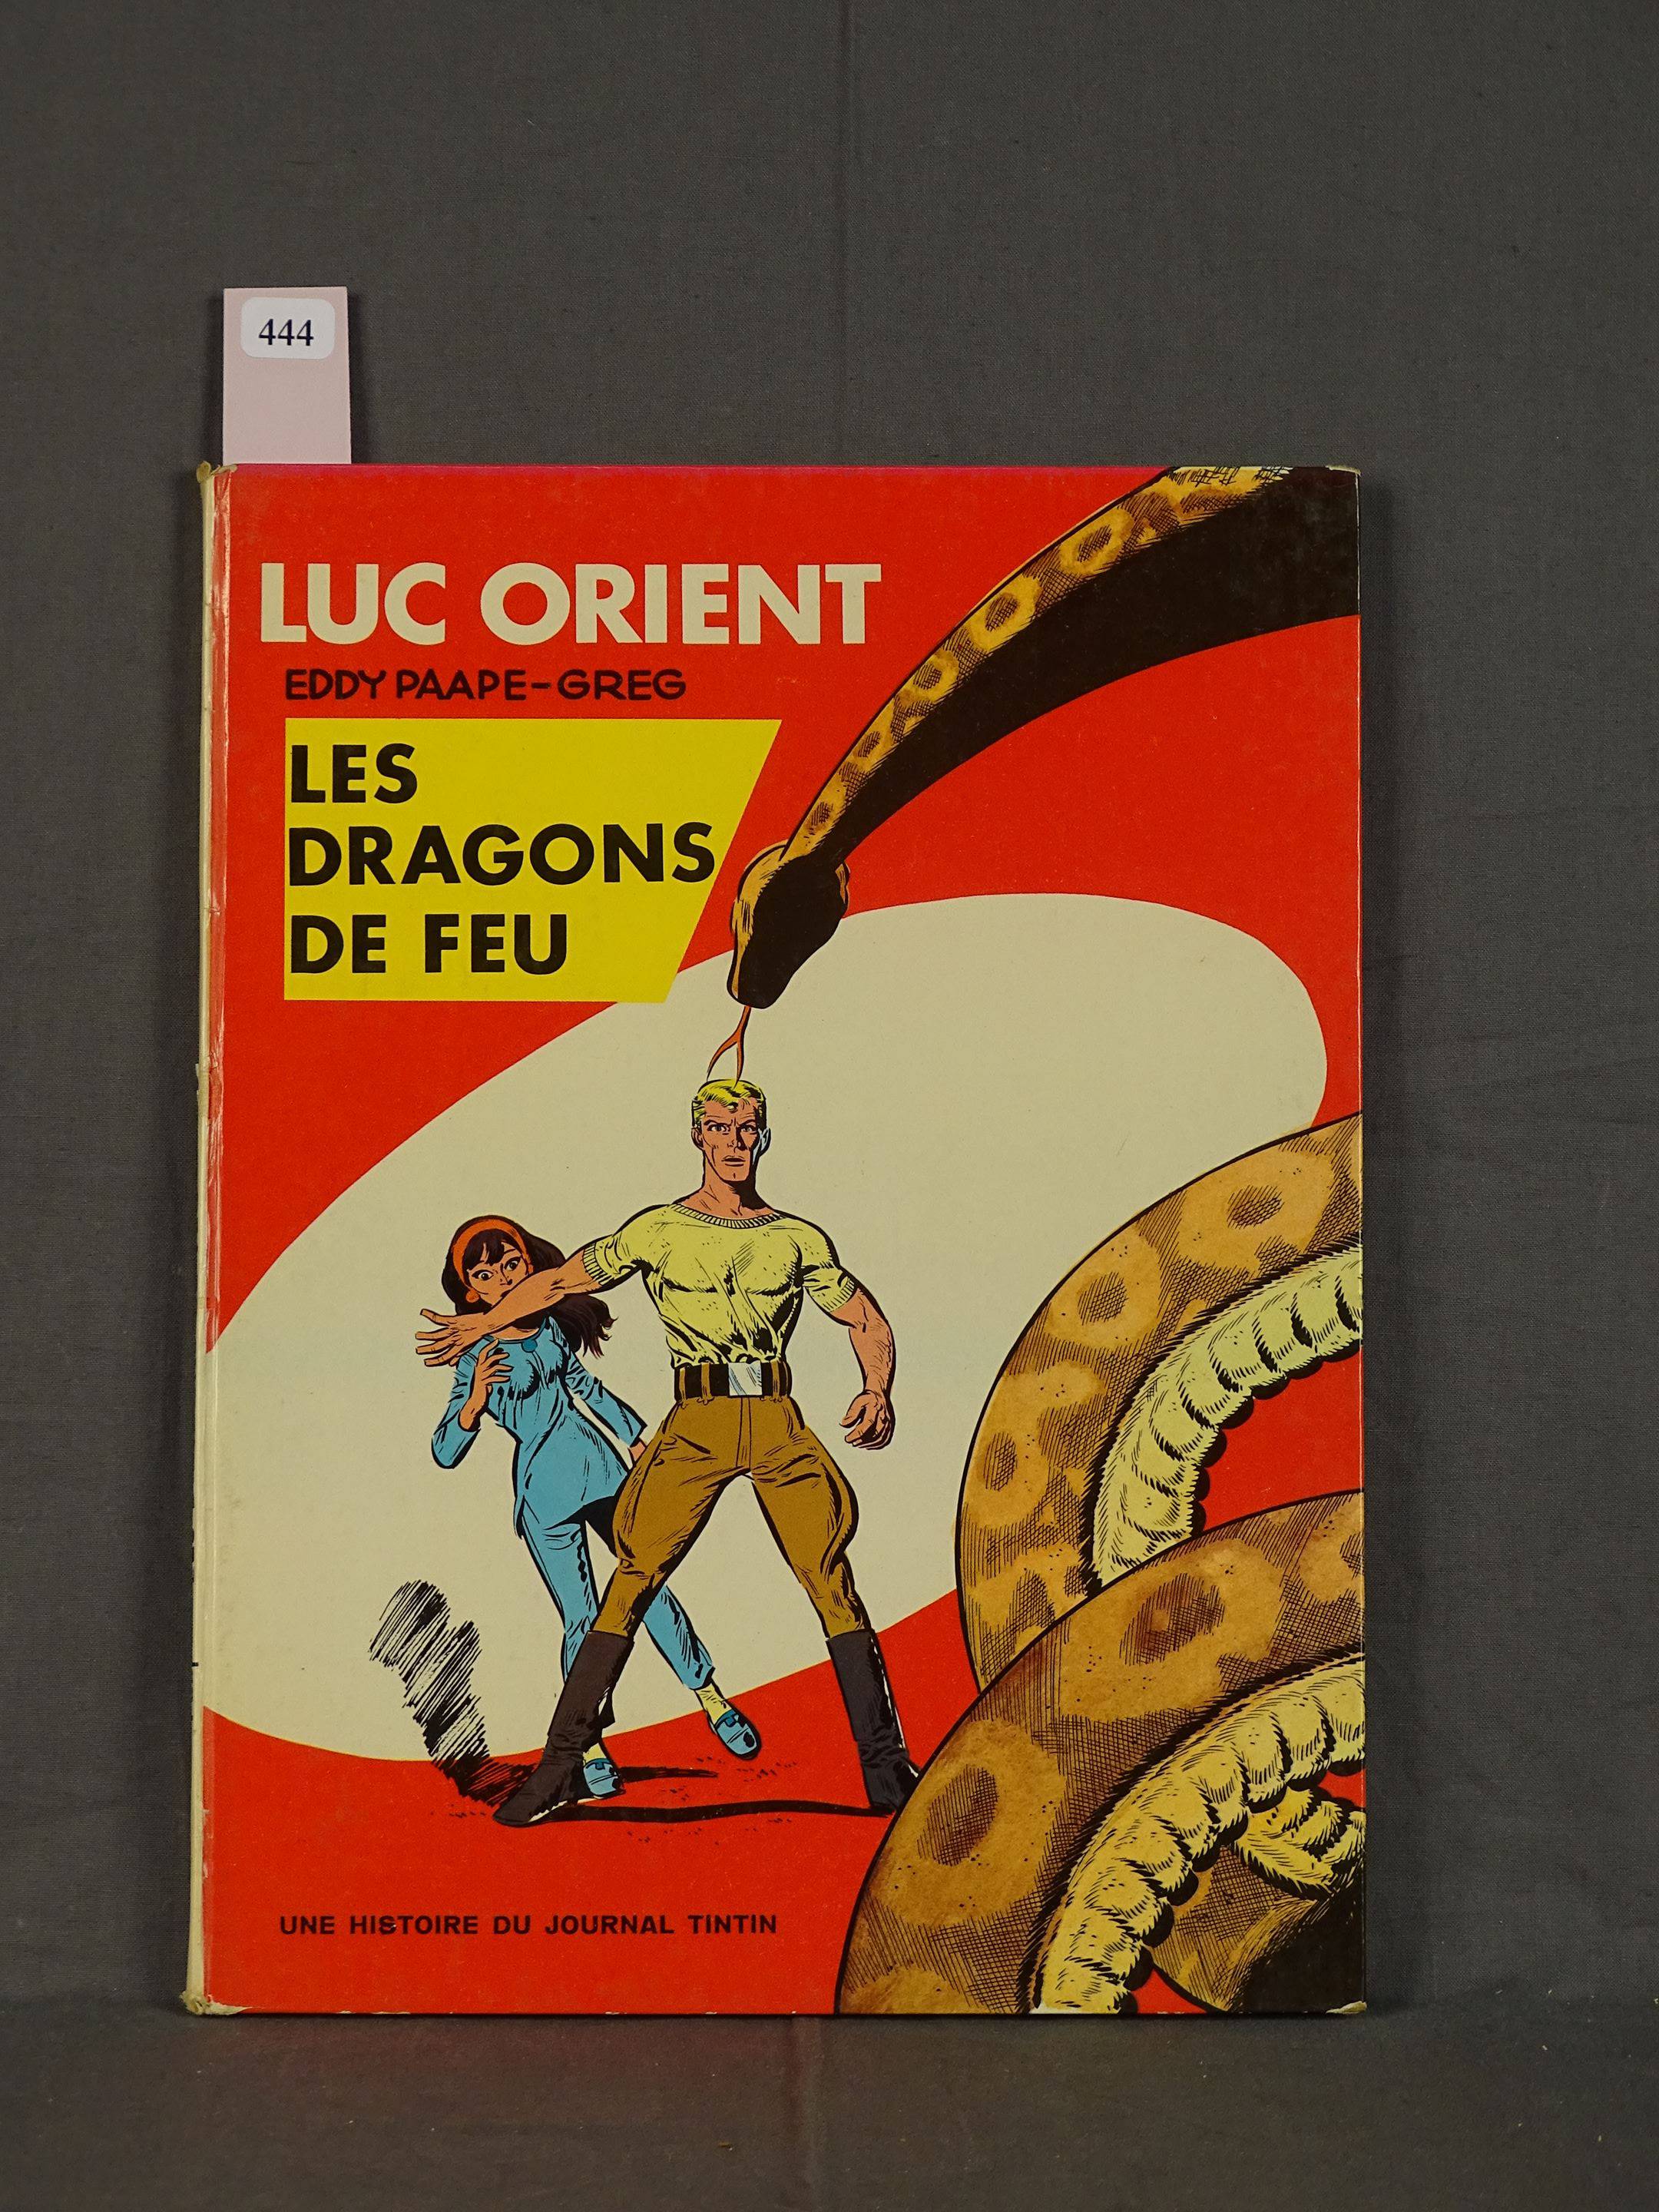 444
LUC ORIENT
EDDY PAAPE-GREG
LES
DRAGONS
DE FEU
UNE HISTOIRE DU JOURNAL TINTIN